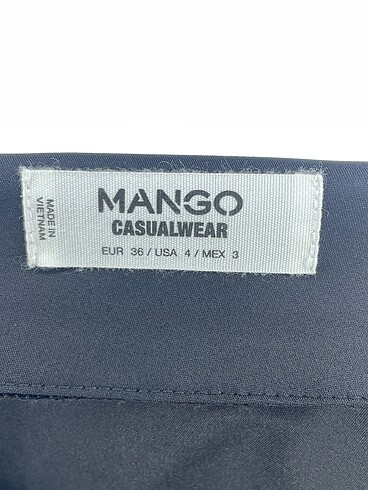 MANGO
CASUALWEAR
EUR 36 / USA 4 / MEX 3
MADE IN
VIETNAM